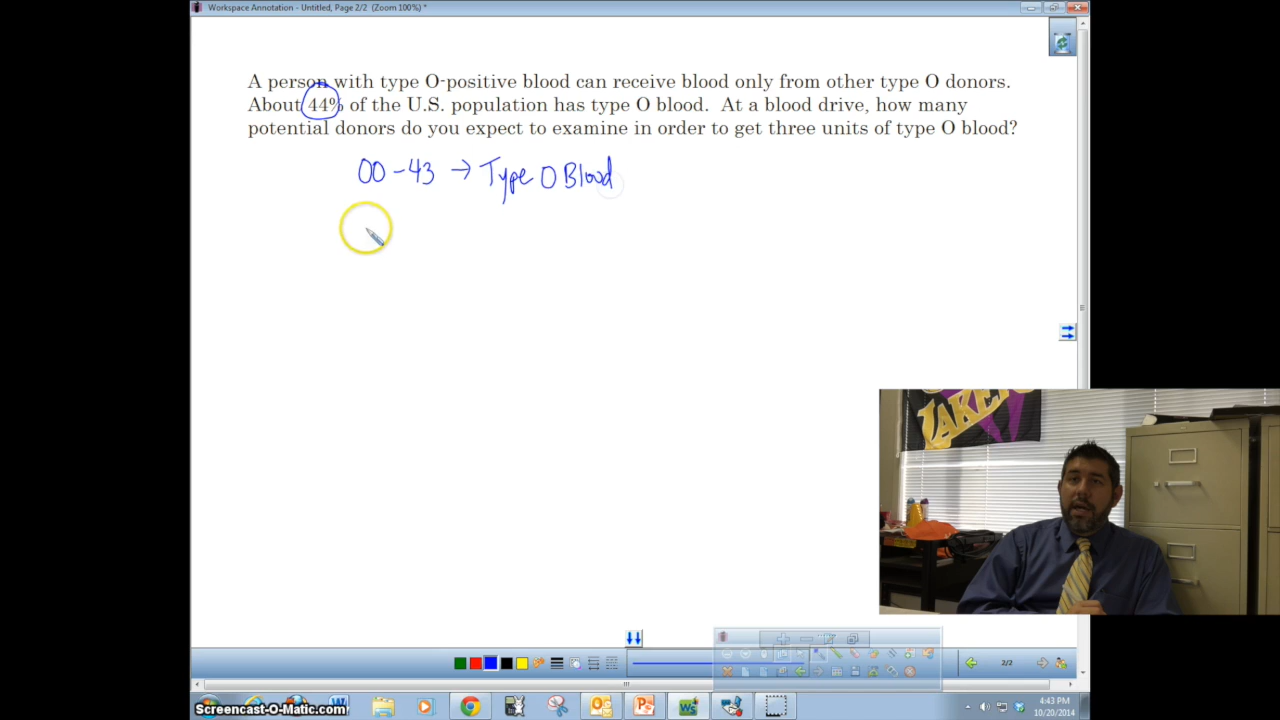 Workspace Annotation - Untitled, Page 2/2 (Zoom 100%) *
A person with type O-positive blood can receive blood only from other type O donors.
About 44% of the U.S. population has type O blood. At a blood drive, how many
potential donors do you expect to examine in order to get three units of type O blood?
00-43 → Type O Blood
LAKERS
2/2
Screencast-O-Matic.com
4:43 PM
10/20/2014